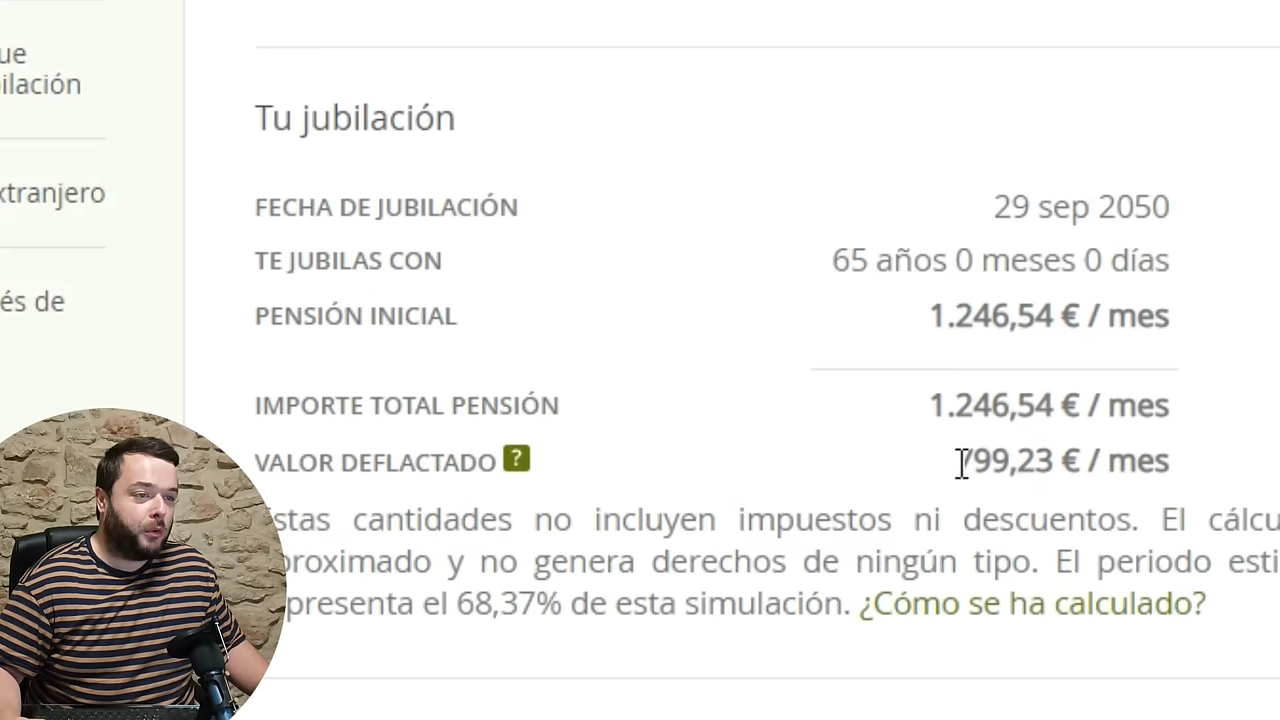 ue
ilación
xtranjero
és de
Tu jubilación
FECHA DE JUBILACIÓN 29 sep 2050
TE JUBILAS CON 65 años 0 meses 0 días
PENSIÓN INICIAL 1.246,54 € / mes
IMPORTE TOTAL PENSIÓN 1.246,54 € / mes
VALOR DEFLACTADO ? 799,23 € / mes
stas cantidades no incluyen impuestos ni descuentos. El cálcu
proximado y no genera derechos de ningún tipo. El periodo esti
presenta el 68,37% de esta simulación. ¿Cómo se ha calculado?